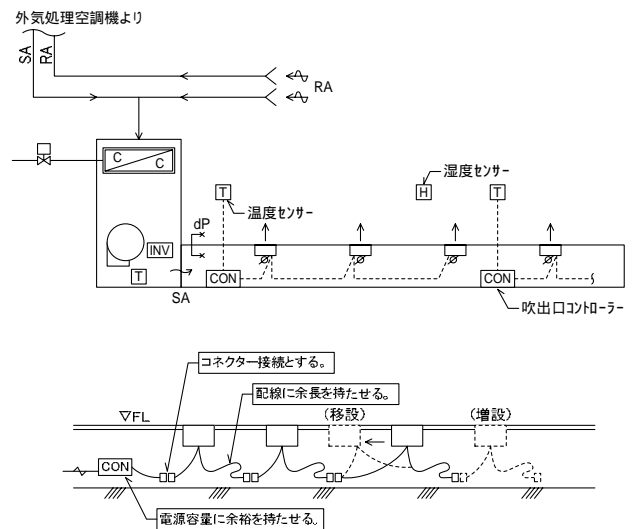 外気処理空調機より
SA
RA
RA
C
C
INV
T
dP
SA
T
温度センサー
H
湿度センサー
T
CON
CON
吹出口コントローラー
コネクター接続とする。
配線に余長を持たせる。
▽FL
(移設)
(増設)
CON
電源容量に余裕を持たせる。